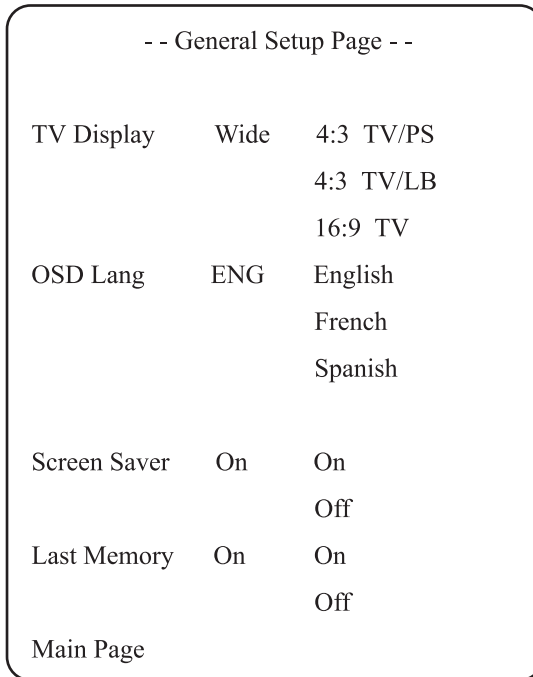 - - General Setup Page - -
TV Display Wide 4:3 TV/PS
4:3 TV/LB
16:9 TV
OSD Lang ENG English
French
Spanish
Screen Saver On On
Off
Last Memory On On
Off
Main Page